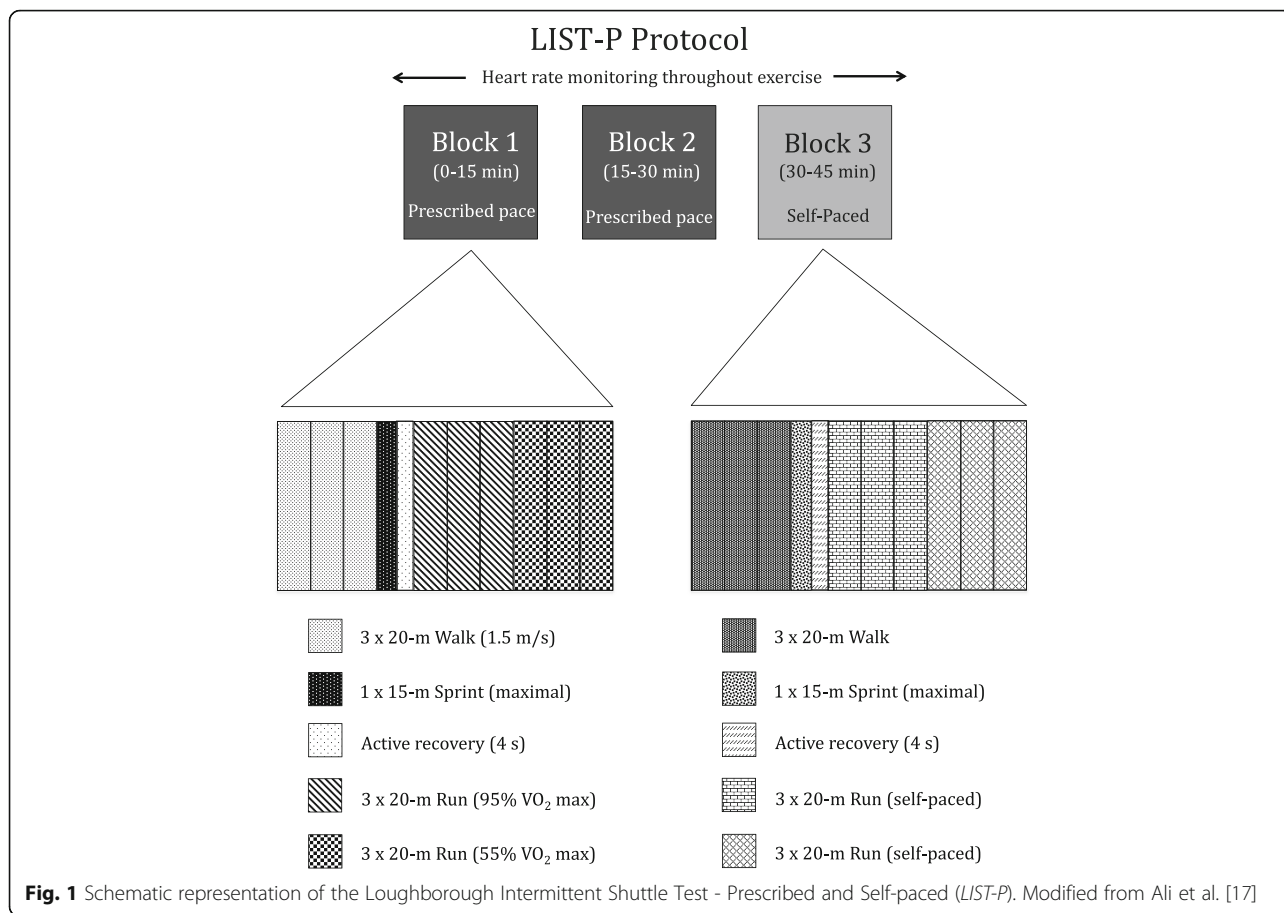 LIST-P Protocol
Heart rate monitoring throughout exercise
Block 1
(0-15 min)
Prescribed pace
Block 2
(15-30 min)
Prescribed pace
Block 3
(30-45 min)
Self-Paced
3 x 20-m Walk (1.5 m/s)
1 x 15-m Sprint (maximal)
Active recovery (4 s)
3 x 20-m Run (95% VO₂ max)
3 x 20-m Run (55% VO₂ max)
3 x 20-m Walk
1 x 15-m Sprint (maximal)
Active recovery (4 s)
3 x 20-m Run (self-paced)
3 x 20-m Run (self-paced)
Fig. 1 Schematic representation of the Loughborough Intermittent Shuttle Test - Prescribed and Self-paced (LIST-P). Modified from Ali et al. [17]